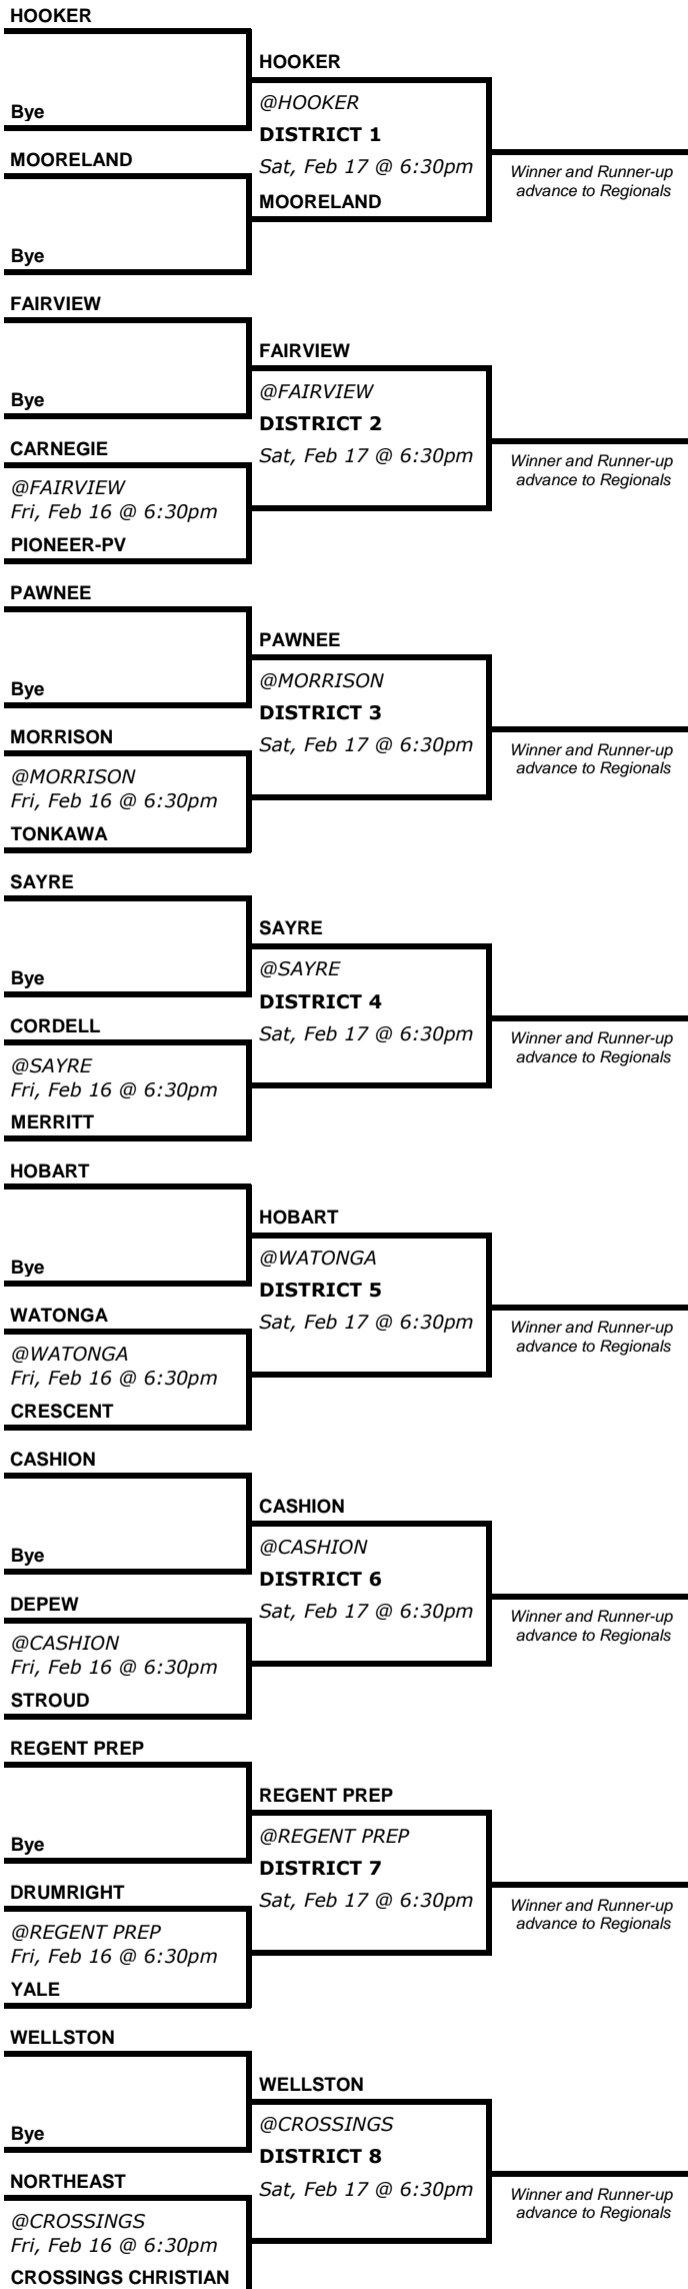 HOOKER
HOOKER
@HOOKER
Bye
DISTRICT 1
MOORELAND
Sat, Feb 17 @ 6:30pm
Winner and Runner-up
advance to Regionals
MOORELAND
Bye
FAIRVIEW
FAIRVIEW
@FAIRVIEW
Bye
DISTRICT 2
CARNEGIE
Sat, Feb 17 @ 6:30pm
Winner and Runner-up
advance to Regionals
@FAIRVIEW
Fri, Feb 16 @ 6:30pm
PIONEER-PV
PAWNEE
PAWNEE
@MORRISON
Bye
DISTRICT 3
MORRISON
Sat, Feb 17 @ 6:30pm
Winner and Runner-up
advance to Regionals
@MORRISON
Fri, Feb 16 @ 6:30pm
TONKAWA
SAYRE
SAYRE
@SAYRE
Bye
DISTRICT 4
CORDELL
Sat, Feb 17 @ 6:30pm
Winner and Runner-up
advance to Regionals
@SAYRE
Fri, Feb 16 @ 6:30pm
MERRITT
HOBART
HOBART
@WATONGA
Bye
DISTRICT 5
WATONGA
Sat, Feb 17 @ 6:30pm
Winner and Runner-up
advance to Regionals
@WATONGA
Fri, Feb 16 @ 6:30pm
CRESCENT
CASHION
CASHION
@CASHION
Bye
DISTRICT 6
DEPEW
Sat, Feb 17 @ 6:30pm
Winner and Runner-up
advance to Regionals
@CASHION
Fri, Feb 16 @ 6:30pm
STROUD
REGENT PREP
REGENT PREP
@REGENT PREP
Bye
DISTRICT 7
DRUMRIGHT
Sat, Feb 17 @ 6:30pm
Winner and Runner-up
advance to Regionals
@REGENT PREP
Fri, Feb 16 @ 6:30pm
YALE
WELLSTON
WELLSTON
@CROSSINGS
Bye
DISTRICT 8
NORTHEAST
Sat, Feb 17 @ 6:30pm
Winner and Runner-up
advance to Regionals
@CROSSINGS
Fri, Feb 16 @ 6:30pm
CROSSINGS CHRISTIAN